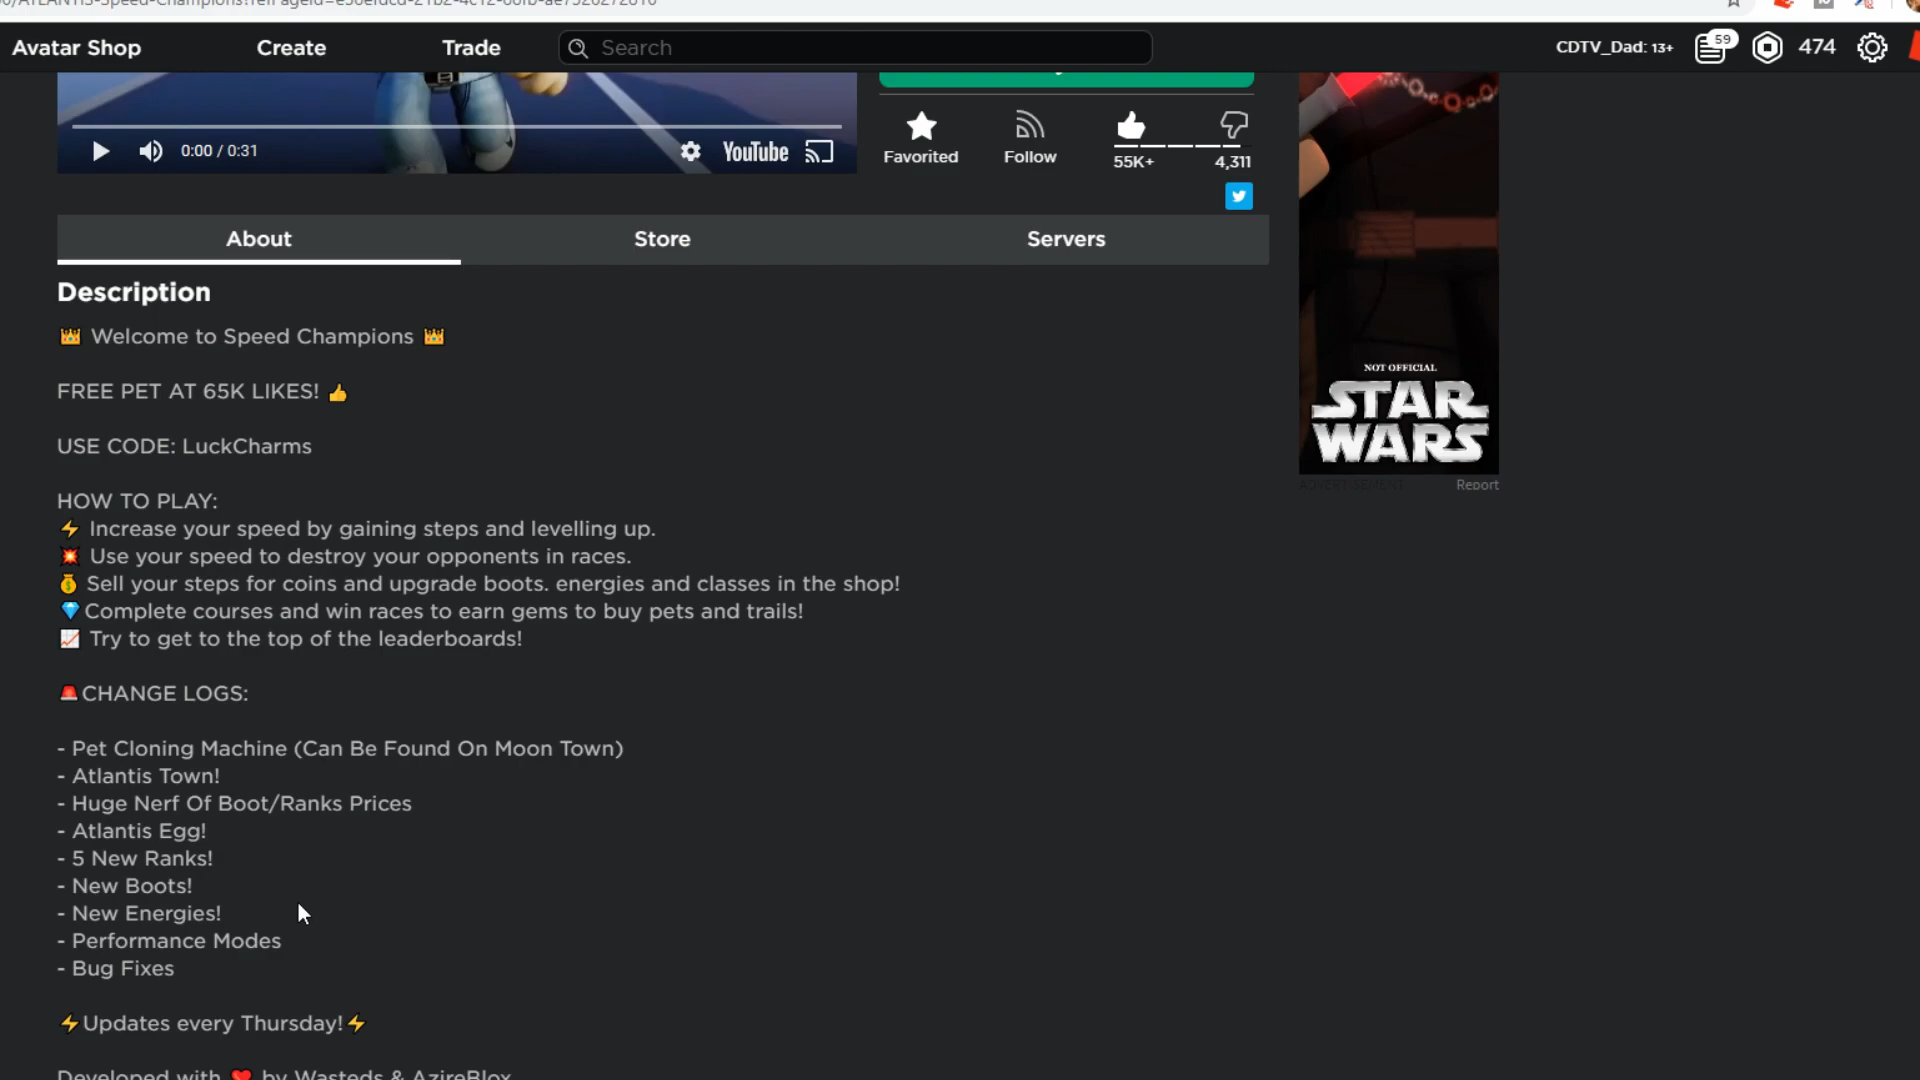 Avatar Shop Create Trade Search CDTV_Dad: 13+ 59 474
0:00 / 0:31 YouTube
Favorited Follow 55K+ 4,311
About Store Servers
Description
👑 Welcome to Speed Champions 👑
FREE PET AT 65K LIKES! 👍
USE CODE: LuckCharms
HOW TO PLAY:
⚡ Increase your speed by gaining steps and levelling up.
💥 Use your speed to destroy your opponents in races.
💰 Sell your steps for coins and upgrade boots. energies and classes in the shop!
💎Complete courses and win races to earn gems to buy pets and trails!
📈 Try to get to the top of the leaderboards!
🚨CHANGE LOGS:
- Pet Cloning Machine (Can Be Found On Moon Town)
- Atlantis Town!
- Huge Nerf Of Boot/Ranks Prices
- Atlantis Egg!
- 5 New Ranks!
- New Boots!
- New Energies!
- Performance Modes
- Bug Fixes
⚡Updates every Thursday!⚡
Developed with ❤️ by Wasteds & AzireBlox
NOT OFFICIAL
STAR
WARS
ADVERTISEMENT Report